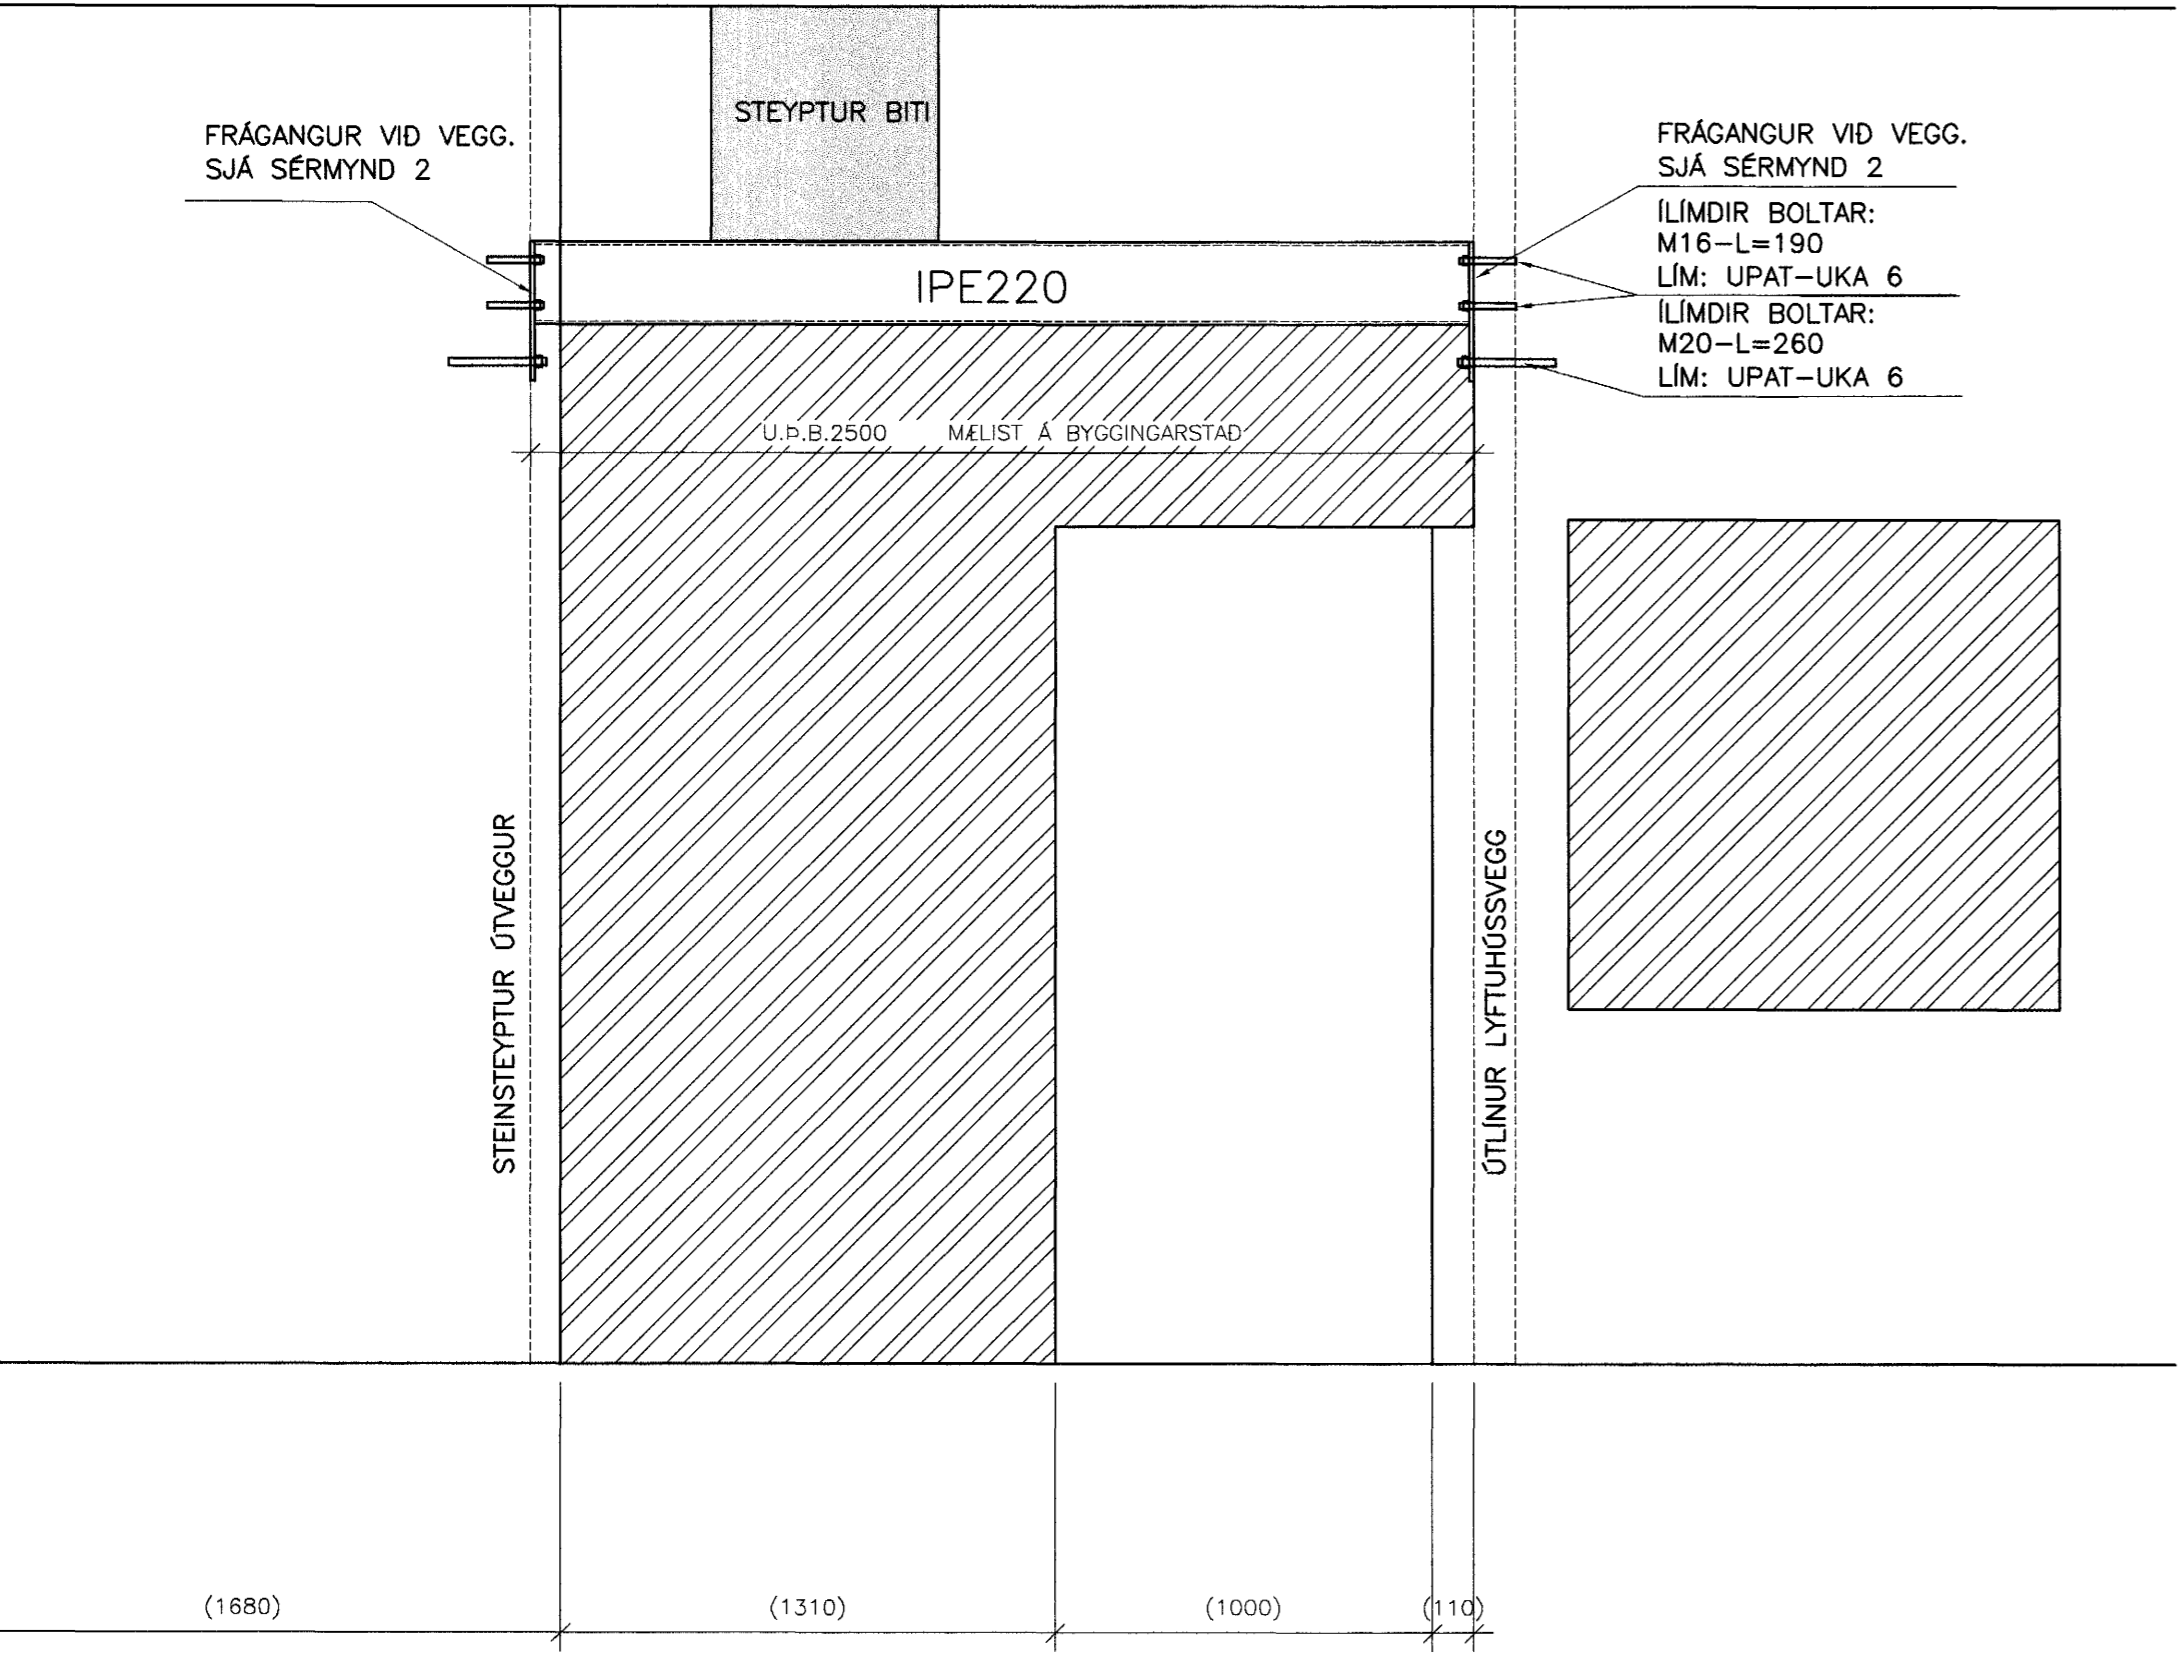 STEYPTUR BITI
FRÁGANGUR VIÐ VEGG.
SJÁ SÉRMYND 2
FRÁGANGUR VIÐ VEGG.
SJÁ SÉRMYND 2
ÍLÍMDIR BOLTAR:
M16-L=190
LÍM: UPAT-UKA 6
ÍLÍMDIR BOLTAR:
M20-L=260
LÍM: UPAT-UKA 6
IPE220
U.Þ.B.2500 MÆLIST Á BYGGINGARSTAÐ
STEINSTEYPTUR ÚTVEGGUR
ÚTLÍNUR LYFTUHÚSSVEGG
(1680)
(1310)
(1000)
(110)